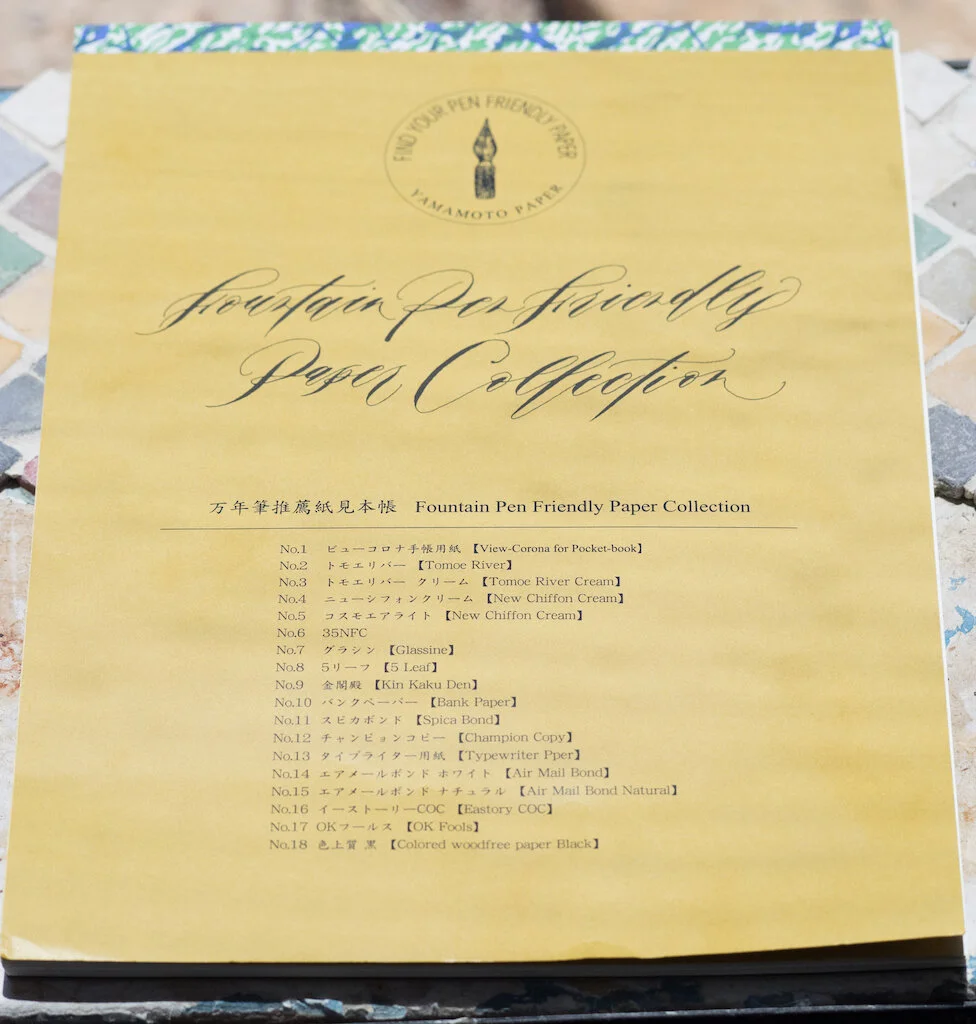 FIND YOUR PEN FRIENDLY PAPER
YAMAMOTO PAPER
Fountain Pen Friendly
Paper Collection
万年筆推薦紙見本帳 Fountain Pen Friendly Paper Collection
No.1 ビューコロナ手帳用紙 【View-Corona for Pocket-book】
No.2 トモエリバー 【Tomoe River】
No.3 トモエリバー クリーム 【Tomoe River Cream】
No.4 ニューシフォンクリーム 【New Chiffon Cream】
No.5 コスモエアライト 【New Chiffon Cream】
No.6 35NFC
No.7 グラシン 【Glassine】
No.8 5リーフ 【5 Leaf】
No.9 金閣殿 【Kin Kaku Den】
No.10 バンクペーパー 【Bank Paper】
No.11 スピカボンド 【Spica Bond】
No.12 チャンピョンコピー 【Champion Copy】
No.13 タイプライター用紙 【Typewriter Pper】
No.14 エアメールボンド ホワイト 【Air Mail Bond】
No.15 エアメールボンド ナチュラル 【Air Mail Bond Natural】
No.16 イーストーリーCOC 【Eastory COC】
No.17 OKフールス 【OK Fools】
No.18 色上質 黒 【Colored woodfree paper Black】